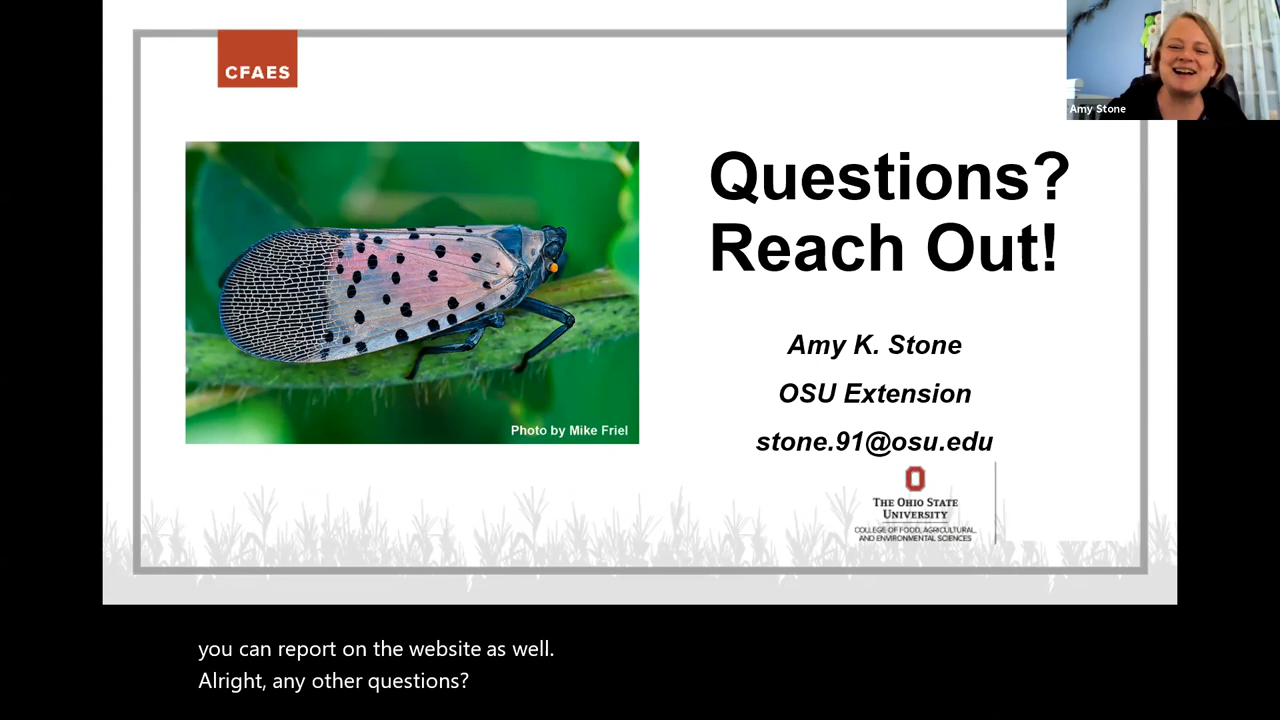 CFAES
Amy Stone
Questions?
Reach Out!
Amy K. Stone
OSU Extension
stone.91@osu.edu
Photo by Mike Friel
THE OHIO STATE
UNIVERSITY
COLLEGE OF FOOD, AGRICULTURAL,
AND ENVIRONMENTAL SCIENCES
you can report on the website as well.
Alright, any other questions?